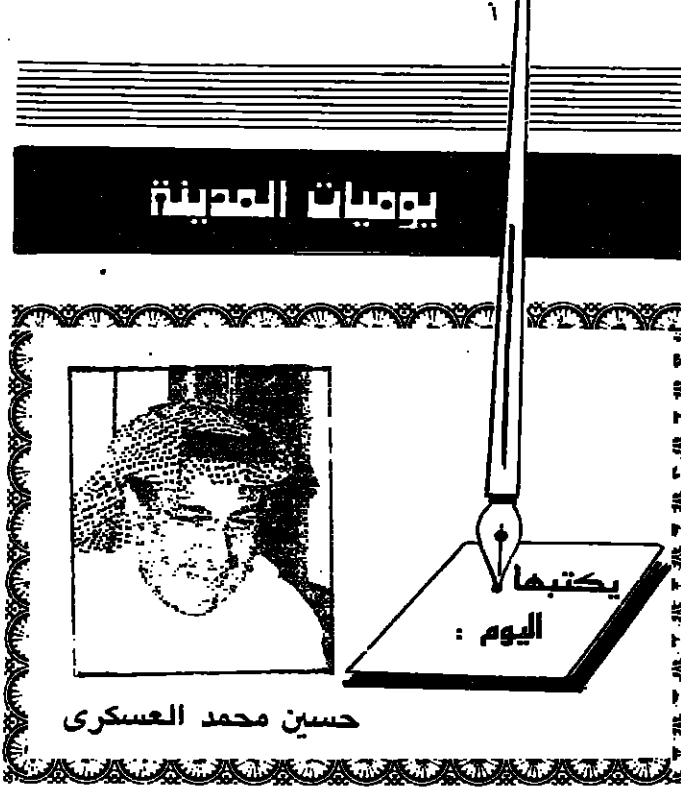 يوميات المدينة
يكتبها
اليوم :
حسين محمد العسكرى